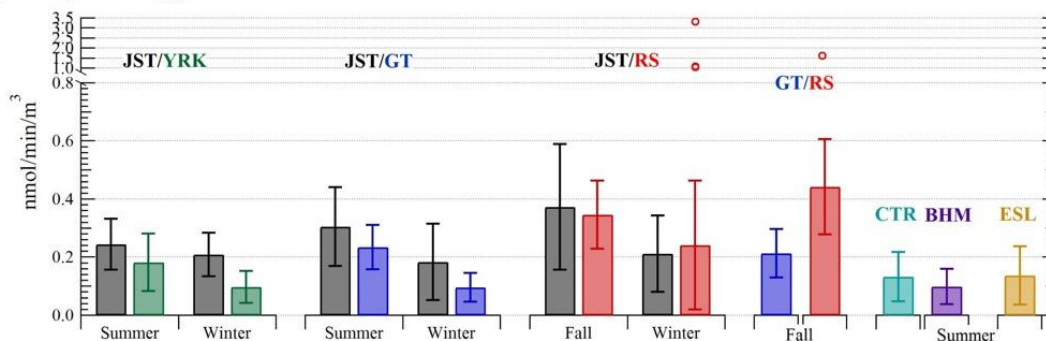 3.5
3.0
2.5
2.0
1.5
1.0
0.8
0.6
0.4
0.2
0.0
nmol/min/m³
JST/YRK
JST/GT
JST/RS
GT/RS
CTR BHM ESL
Summer Winter Summer Winter Fall Winter Fall Summer